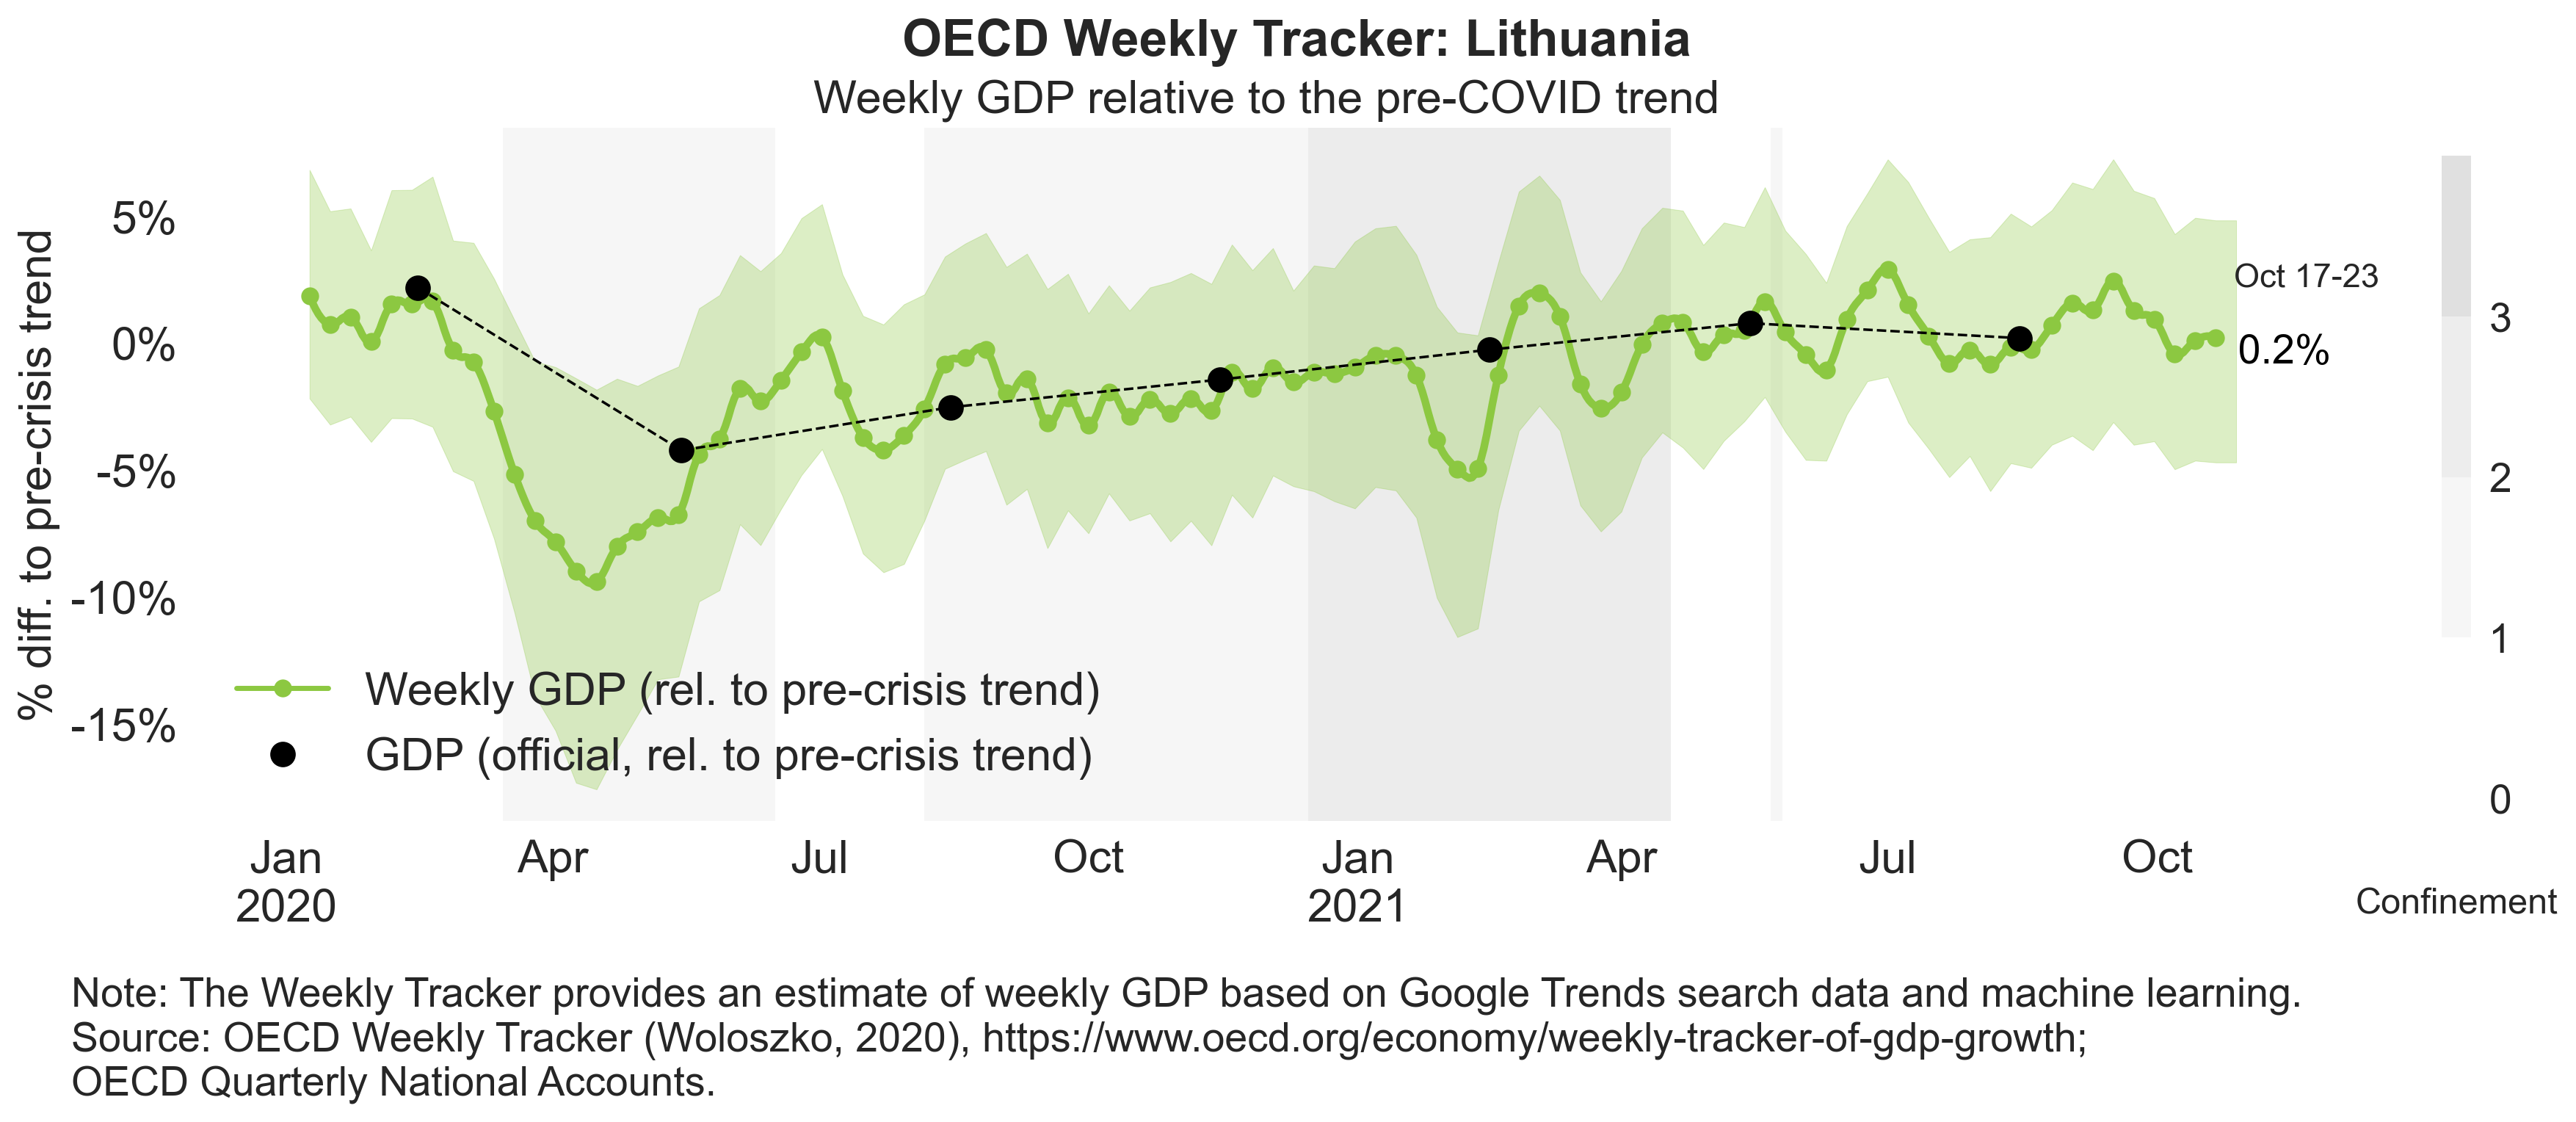 OECD Weekly Tracker: Lithuania
Weekly GDP relative to the pre-COVID trend
% diff. to pre-crisis trend
5%
0%
-5%
-10%
-15%
Oct 17-23
0.2%
3
2
1
0
Weekly GDP (rel. to pre-crisis trend)
GDP (official, rel. to pre-crisis trend)
Jan Apr Jul Oct Jan Apr Jul Oct
2020 2021
Confinement
Note: The Weekly Tracker provides an estimate of weekly GDP based on Google Trends search data and machine learning.
Source: OECD Weekly Tracker (Woloszko, 2020), https://www.oecd.org/economy/weekly-tracker-of-gdp-growth;
OECD Quarterly National Accounts.